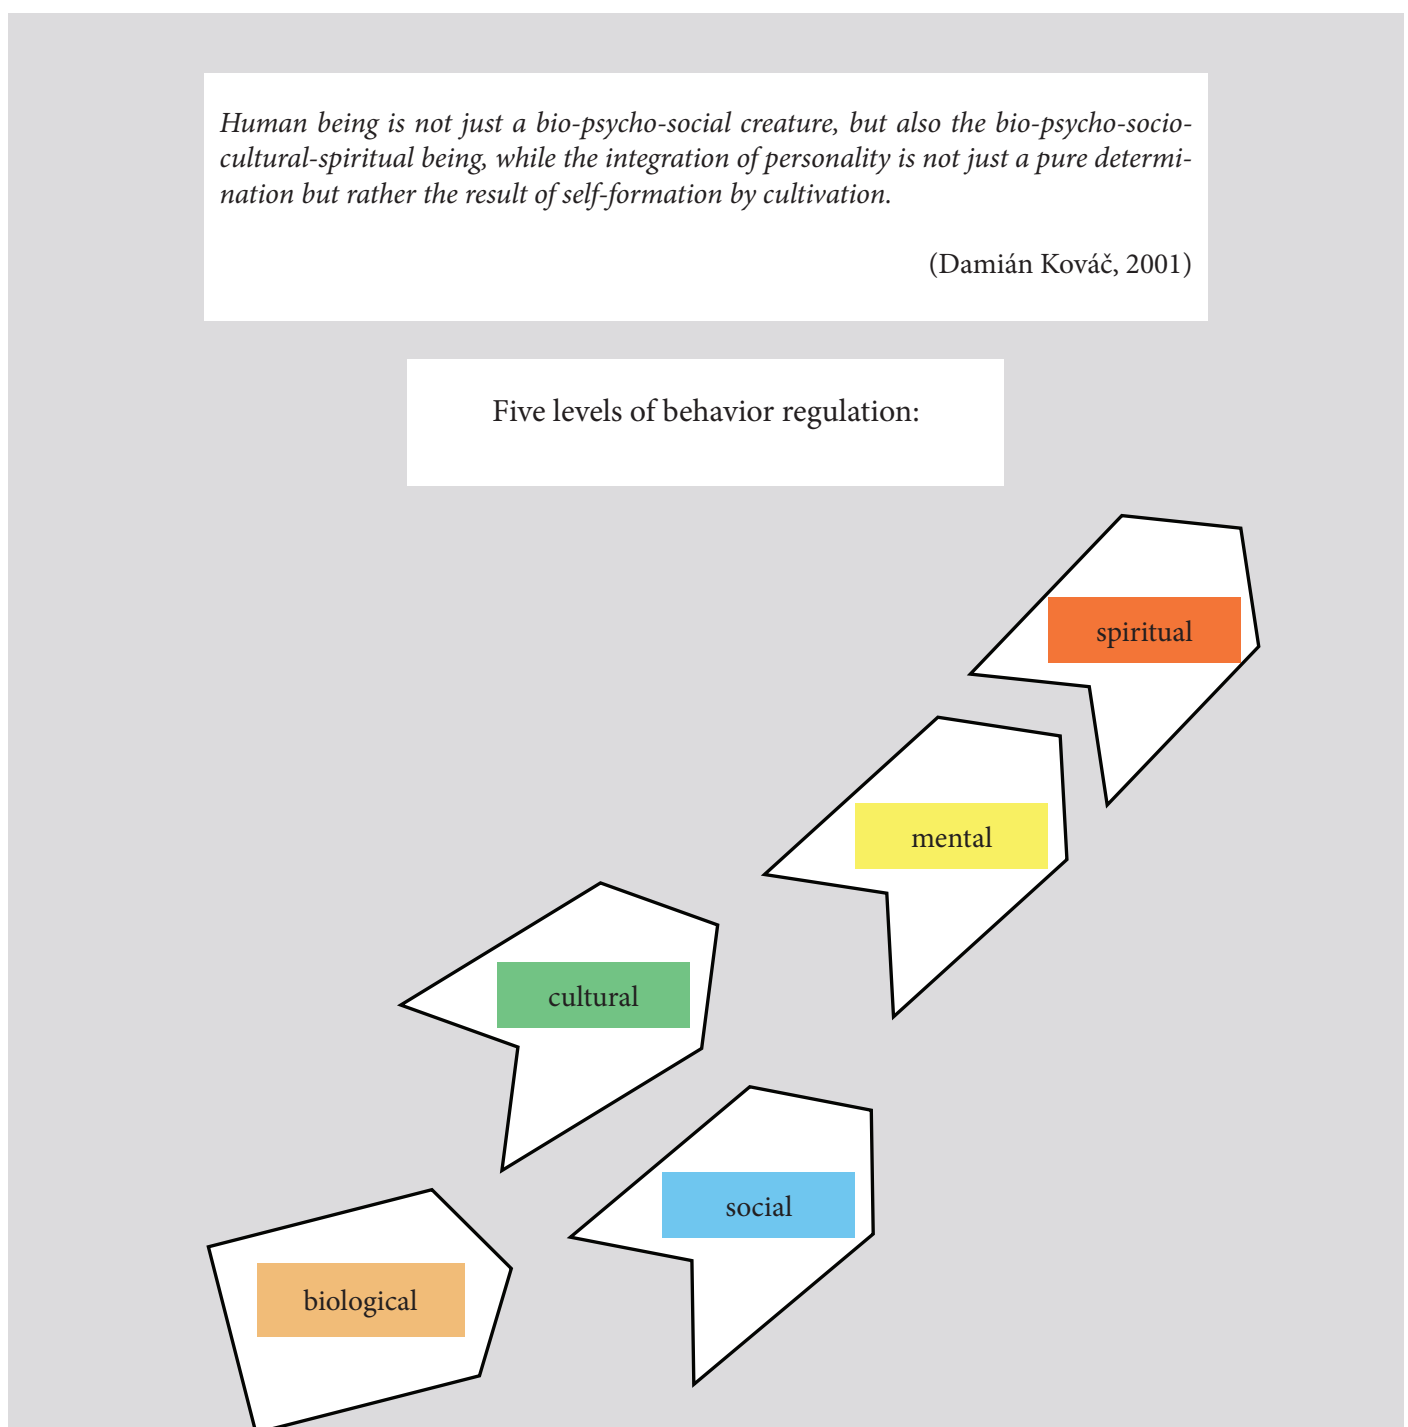 Human being is not just a bio-psycho-social creature, but also the bio-psycho-socio-
cultural-spiritual being, while the integration of personality is not just a pure determi-
nation but rather the result of self-formation by cultivation.
(Damián Kováč, 2001)
Five levels of behavior regulation:
spiritual
mental
cultural
social
biological